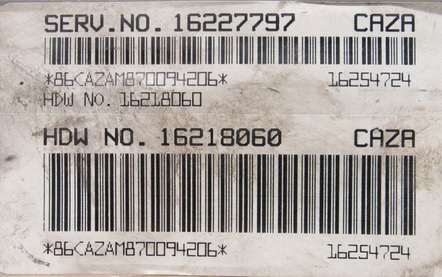 SERV.NO. 16227797 CAZA
*86CAZAM870094206* 16254724
HDW NO. 16218060
HDW NO. 16218060 CAZA
*86CAZAM870094206* 16254724